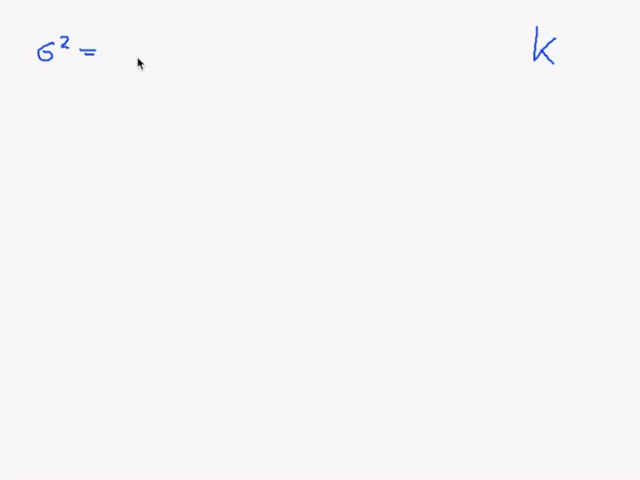 σ² =
k